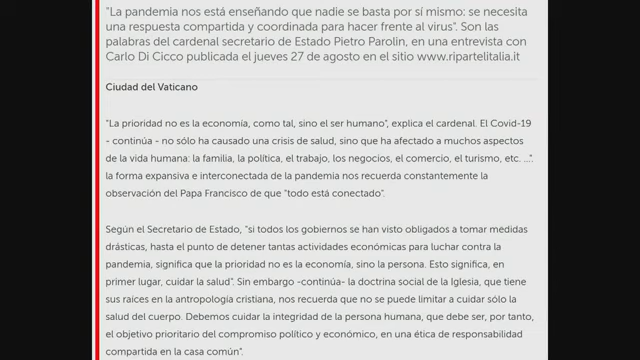 "La pandemia nos está enseñando que nadie se basta por sí mismo: se necesita
una respuesta compartida y coordinada para hacer frente al virus". Son las
palabras del cardenal secretario de Estado Pietro Parolin, en una entrevista con
Carlo Di Cicco publicada el jueves 27 de agosto en el sitio www.ripartelitalia.it
Ciudad del Vaticano
"La prioridad no es la economía, como tal, sino el ser humano", explica el cardenal. El Covid-19
- continúa - no sólo ha causado una crisis de salud, sino que ha afectado a muchos aspectos
de la vida humana: la familia, la política, el trabajo, los negocios, el comercio, el turismo, etc. ...".
la forma expansiva e interconectada de la pandemia nos recuerda constantemente la
observación del Papa Francisco de que "todo está conectado".
Según el Secretario de Estado, "si todos los gobiernos se han visto obligados a tomar medidas
drásticas, hasta el punto de detener tantas actividades económicas para luchar contra la
pandemia, significa que la prioridad no es la economía, sino la persona. Esto significa, en
primer lugar, cuidar la salud". Sin embargo -continúa- la doctrina social de la Iglesia, que tiene
sus raíces en la antropología cristiana, nos recuerda que no se puede limitar a cuidar sólo la
salud del cuerpo. Debemos cuidar la integridad de la persona humana, que debe ser, por tanto,
el objetivo prioritario del compromiso político y económico, en una ética de responsabilidad
compartida en la casa común".